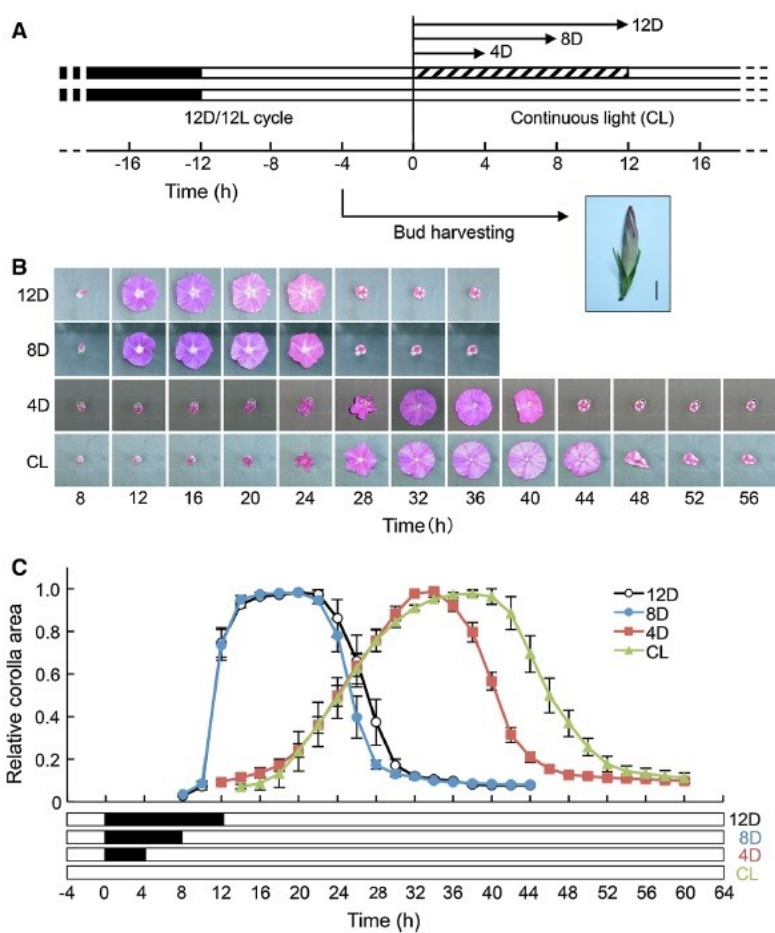 A
12D
8D
4D
12D/12L cycle
Continuous light (CL)
-16 -12 -8 -4 0 4 8 12 16
Time (h)
Bud harvesting
B
12D
8D
4D
CL
8 12 16 20 24 28 32 36 40 44 48 52 56
Time(h)
C
1.0
0.8
0.6
0.4
0.2
0
Relative corolla area
12D
8D
4D
CL
12D
8D
4D
CL
-4 0 4 8 12 16 20 24 28 32 36 40 44 48 52 56 60 64
Time (h)